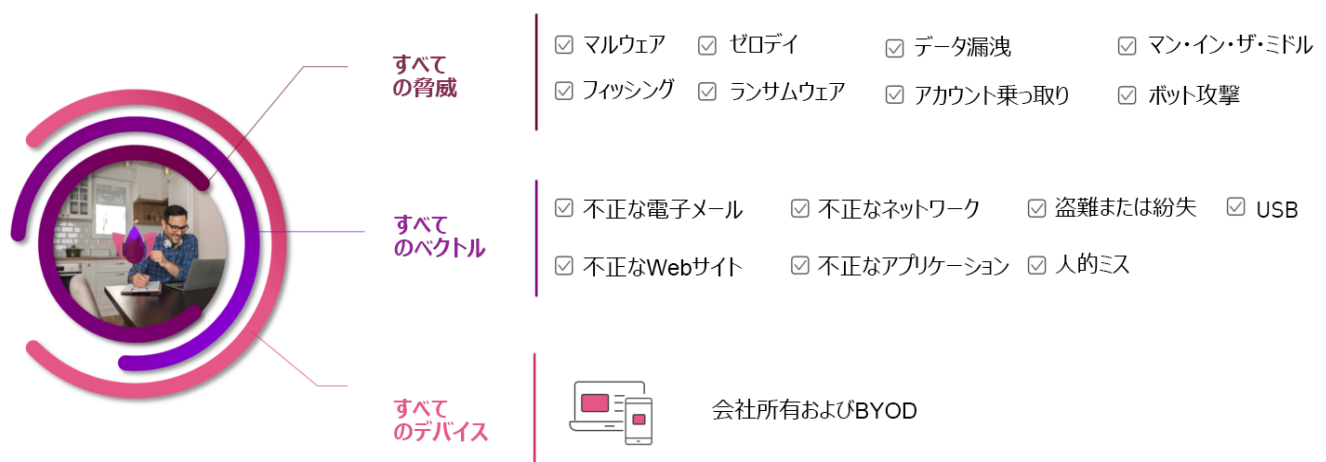 すべて
の脅威
マルウェア ゼロデイ データ漏洩 マン・イン・ザ・ミドル
フィッシング ランサムウェア アカウント乗っ取り ボット攻撃
すべて
のベクトル
不正な電子メール 不正なネットワーク 盗難または紛失 USB
不正なWebサイト 不正なアプリケーション 人的ミス
すべて
のデバイス
会社所有およびBYOD